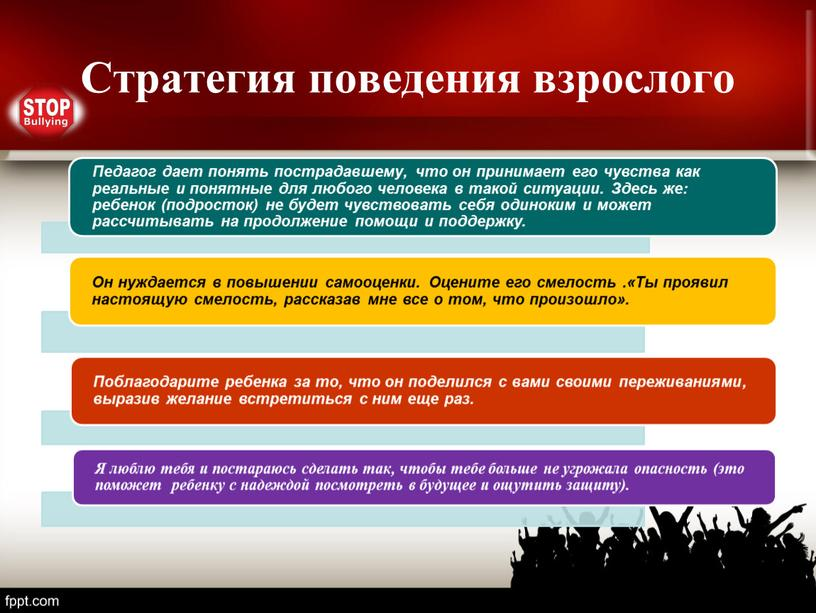 Стратегия поведения взрослого
STOP
Bullying
Педагог дает понять пострадавшему, что он принимает его чувства как
реальные и понятные для любого человека в такой ситуации. Здесь же:
ребенок (подросток) не будет чувствовать себя одиноким и может
рассчитывать на продолжение помощи и поддержку.
Он нуждается в повышении самооценки. Оцените его смелость .«Ты проявил
настоящую смелость, рассказав мне все о том, что произошло».
Поблагодарите ребенка за то, что он поделился с вами своими переживаниями,
выразив желание встретиться с ним еще раз.
Я люблю тебя и постараюсь сделать так, чтобы тебе больше не угрожала опасность (это
поможет ребенку с надеждой посмотреть в будущее и ощутить защиту).
fppt.com